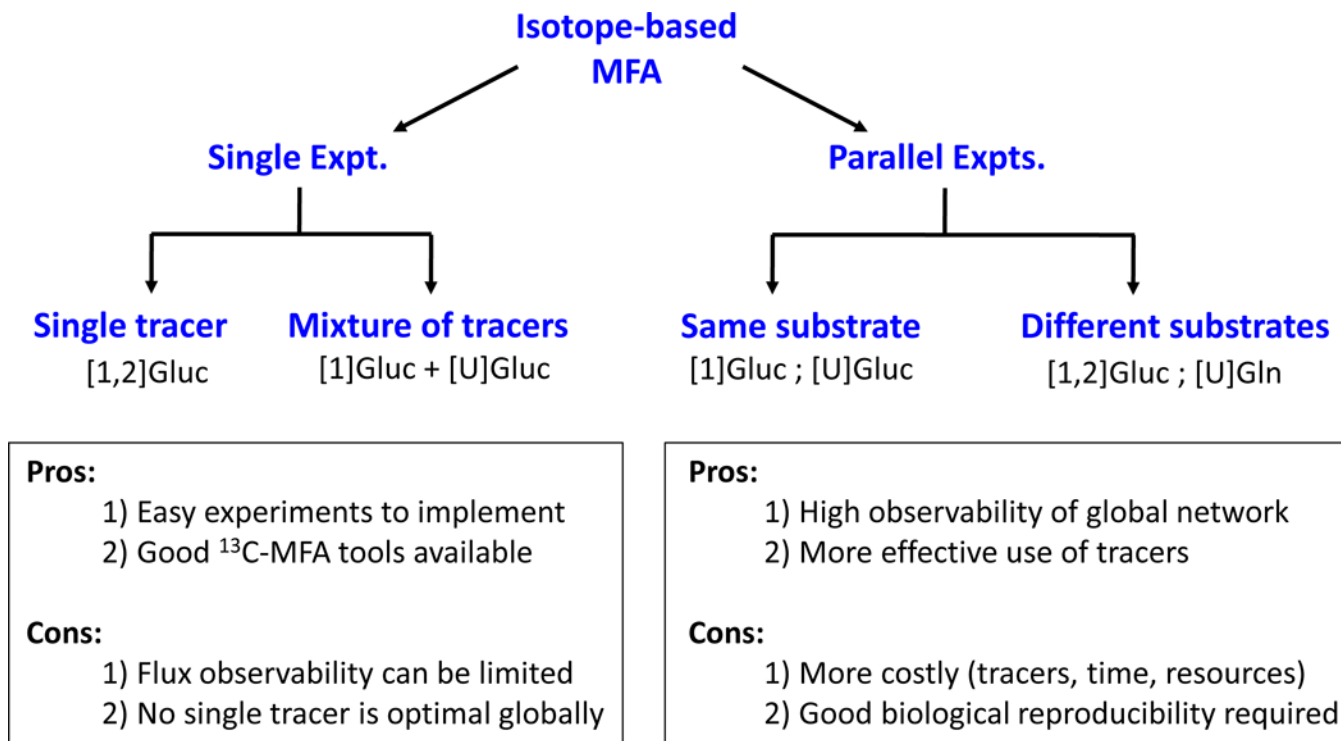 Isotope-based
MFA
Single Expt.
Parallel Expts.
Single tracer
Mixture of tracers
Same substrate
Different substrates
[1,2]Gluc
[1]Gluc + [U]Gluc
[1]Gluc ; [U]Gluc
[1,2]Gluc ; [U]Gln
Pros:
1) Easy experiments to implement
2) Good ¹³C-MFA tools available
Cons:
1) Flux observability can be limited
2) No single tracer is optimal globally
Pros:
1) High observability of global network
2) More effective use of tracers
Cons:
1) More costly (tracers, time, resources)
2) Good biological reproducibility required